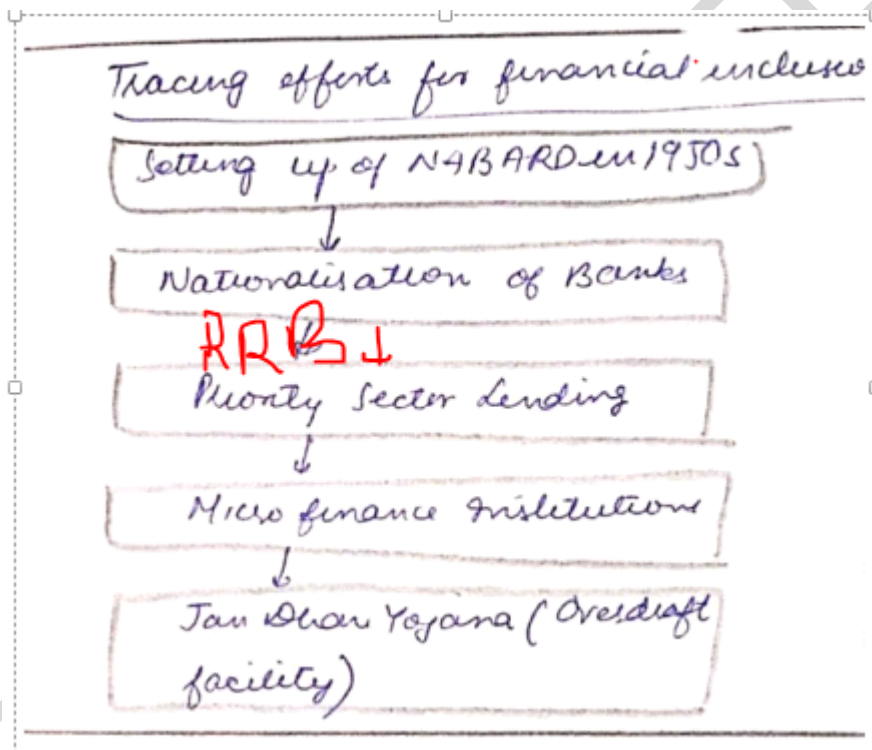 Tracing efforts for financial inclusio
Setting up of NABARD in 1950s
Nationalisation of Banks
RRB
Priority Sector Lending
Micro finance Institutions
Jan Dhan Yojana (Overdraft
facility)